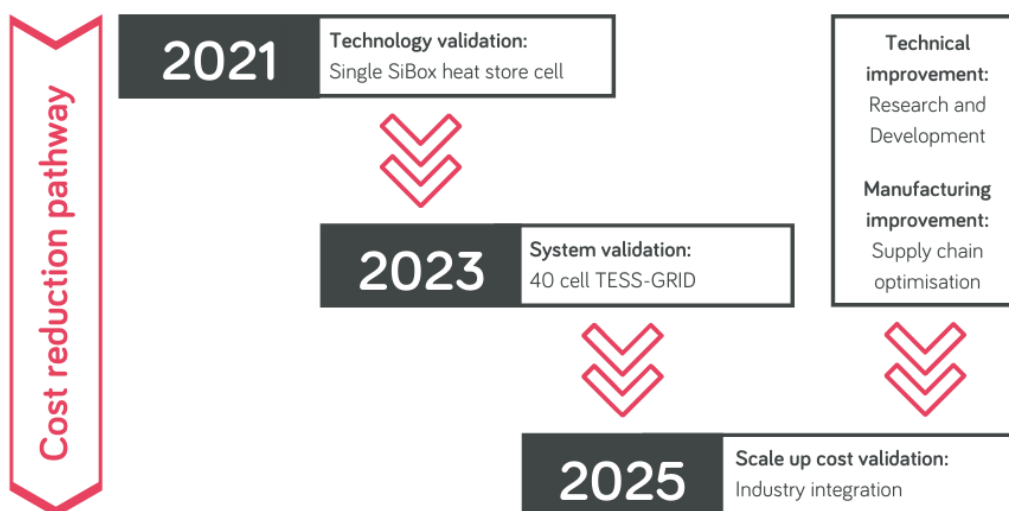 Cost reduction pathway
2021
Technology validation:
Single SiBox heat store cell
2023
System validation:
40 cell TESS-GRID
Technical
improvement:
Research and
Development
Manufacturing
improvement:
Supply chain
optimisation
2025
Scale up cost validation:
Industry integration